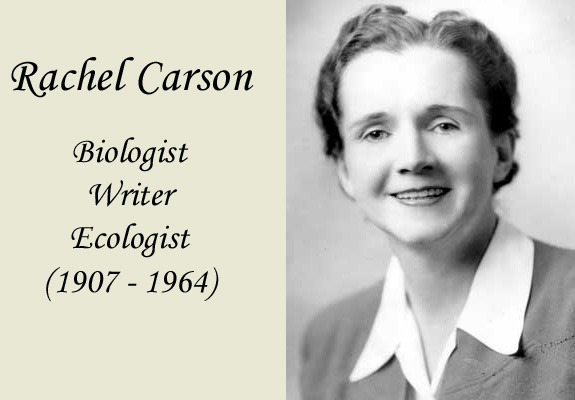 Rachel Carson
Biologist
Writer
Ecologist
(1907 - 1964)